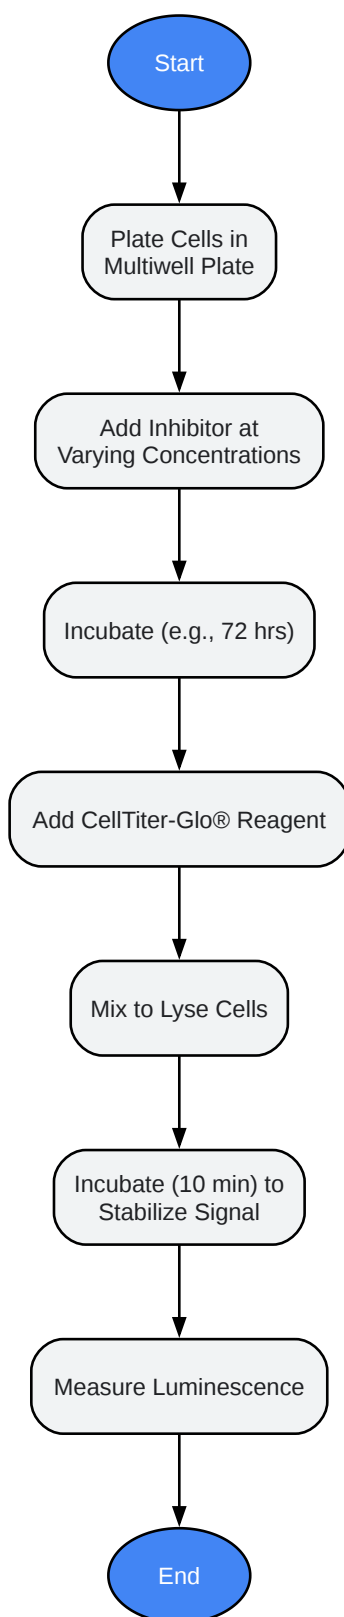 Start
Plate Cells in
Multiwell Plate
Add Inhibitor at
Varying Concentrations
Incubate (e.g., 72 hrs)
Add CellTiter-Glo® Reagent
Mix to Lyse Cells
Incubate (10 min) to
Stabilize Signal
Measure Luminescence
End